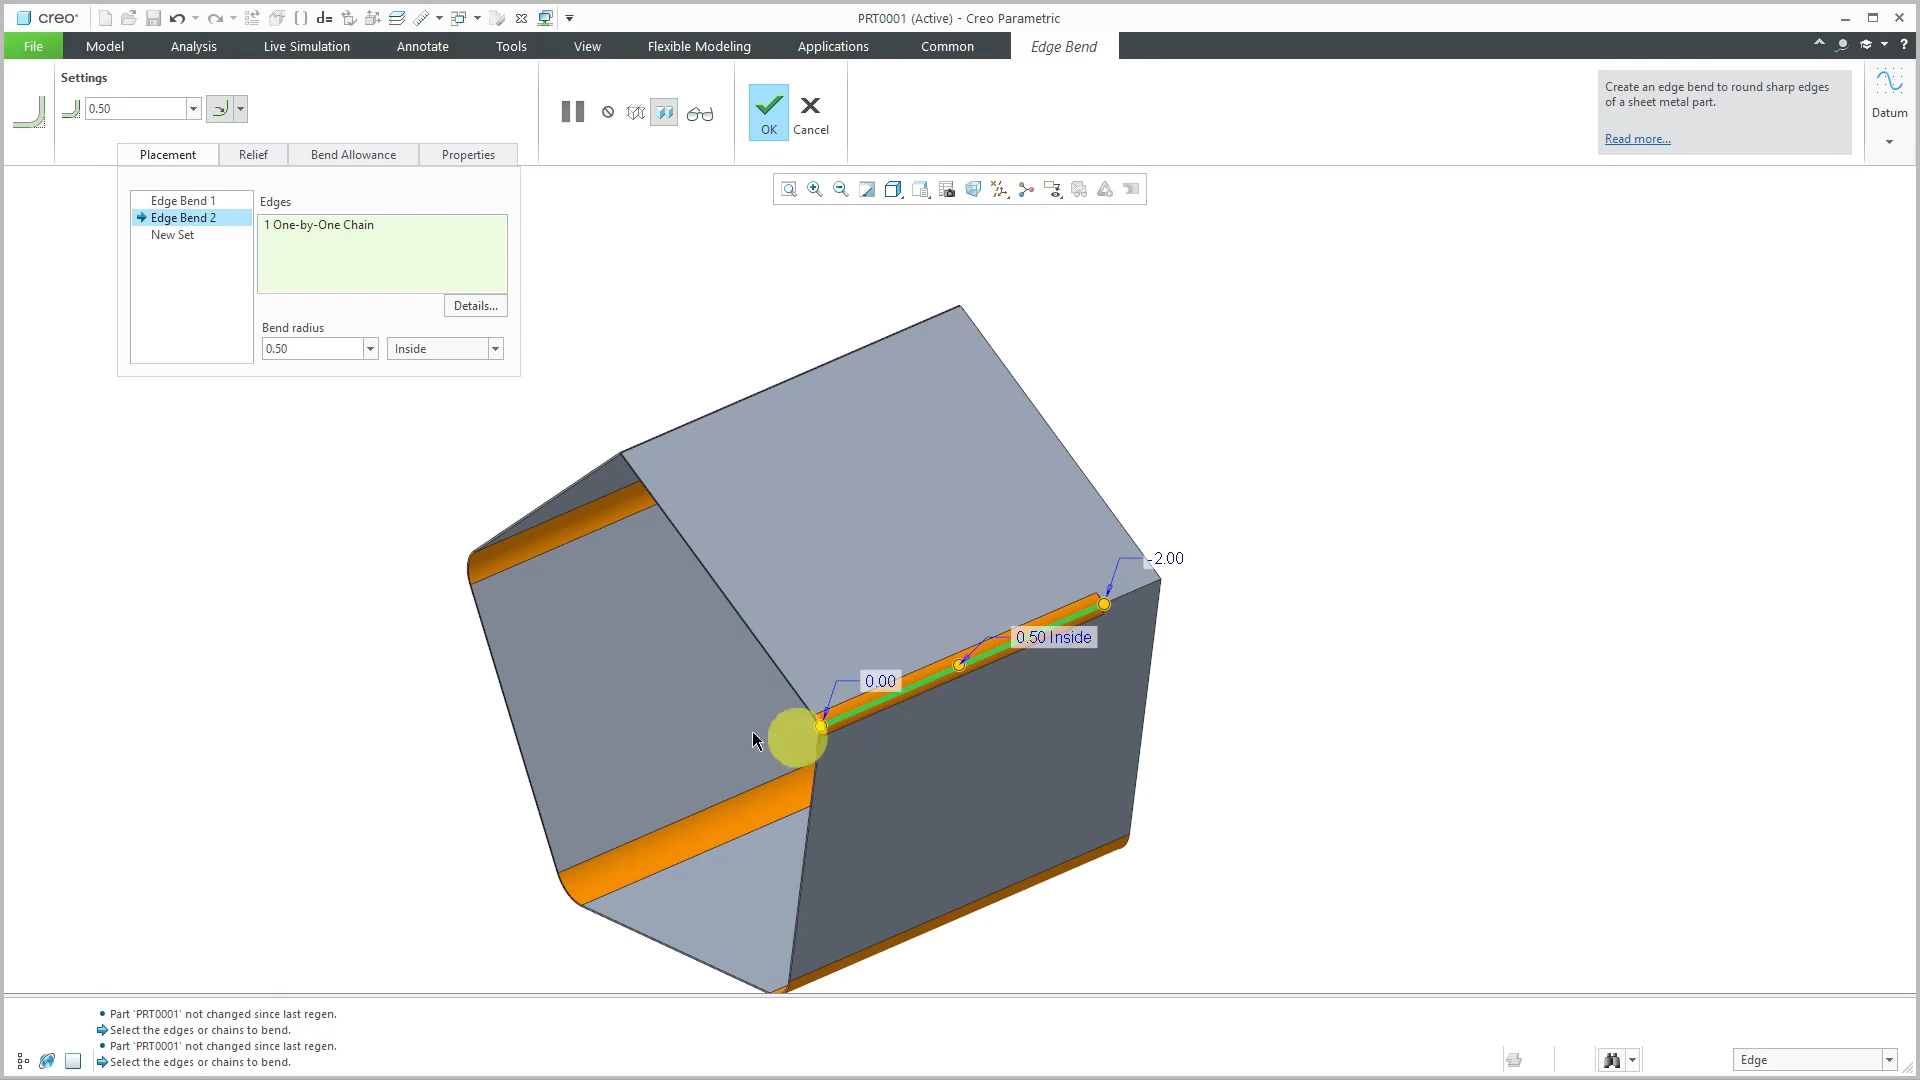 creo
d=
PRT0001 (Active) - Creo Parametric
File
Model
Analysis
Live Simulation
Annotate
Tools
View
Flexible Modeling
Applications
Common
Edge Bend
?
Settings
0.50
OK
Cancel
Create an edge bend to round sharp edges
of a sheet metal part.
Read more...
Datum
Placement
Relief
Bend Allowance
Properties
Edge Bend 1
Edge Bend 2
New Set
Edges
1 One-by-One Chain
Details...
Bend radius
0.50
Inside
-2.00
0.50 Inside
0.00
Part 'PRT0001' not changed since last regen.
Select the edges or chains to bend.
Part 'PRT0001' not changed since last regen.
Select the edges or chains to bend.
Edge